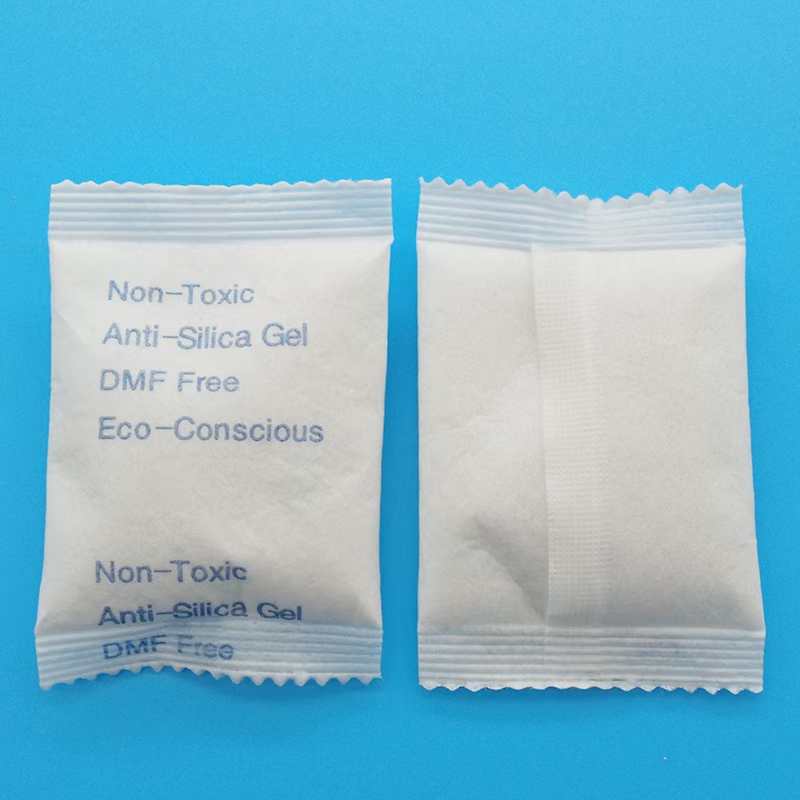 Non-Toxic
Anti-Silica Gel
DMF Free
Eco-Conscious
Non-Toxic
Anti-Silica Gel
DMF Free